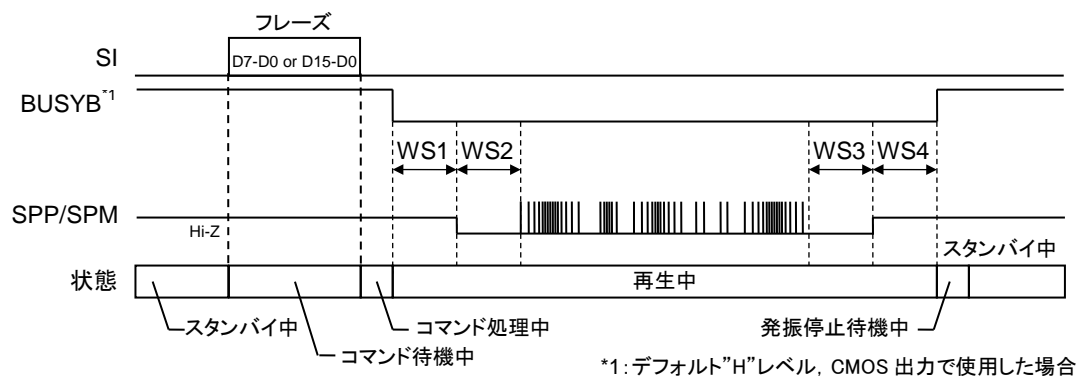 フレーズ
SI
D7-D0 or D15-D0
BUSYB*1
WS1 WS2 WS3 WS4
SPP/SPM
Hi-Z
スタンバイ中
状態
再生中
スタンバイ中
コマンド処理中
発振停止待機中
コマンド待機中
*1:デフォルト"H"レベル, CMOS 出力で使用した場合